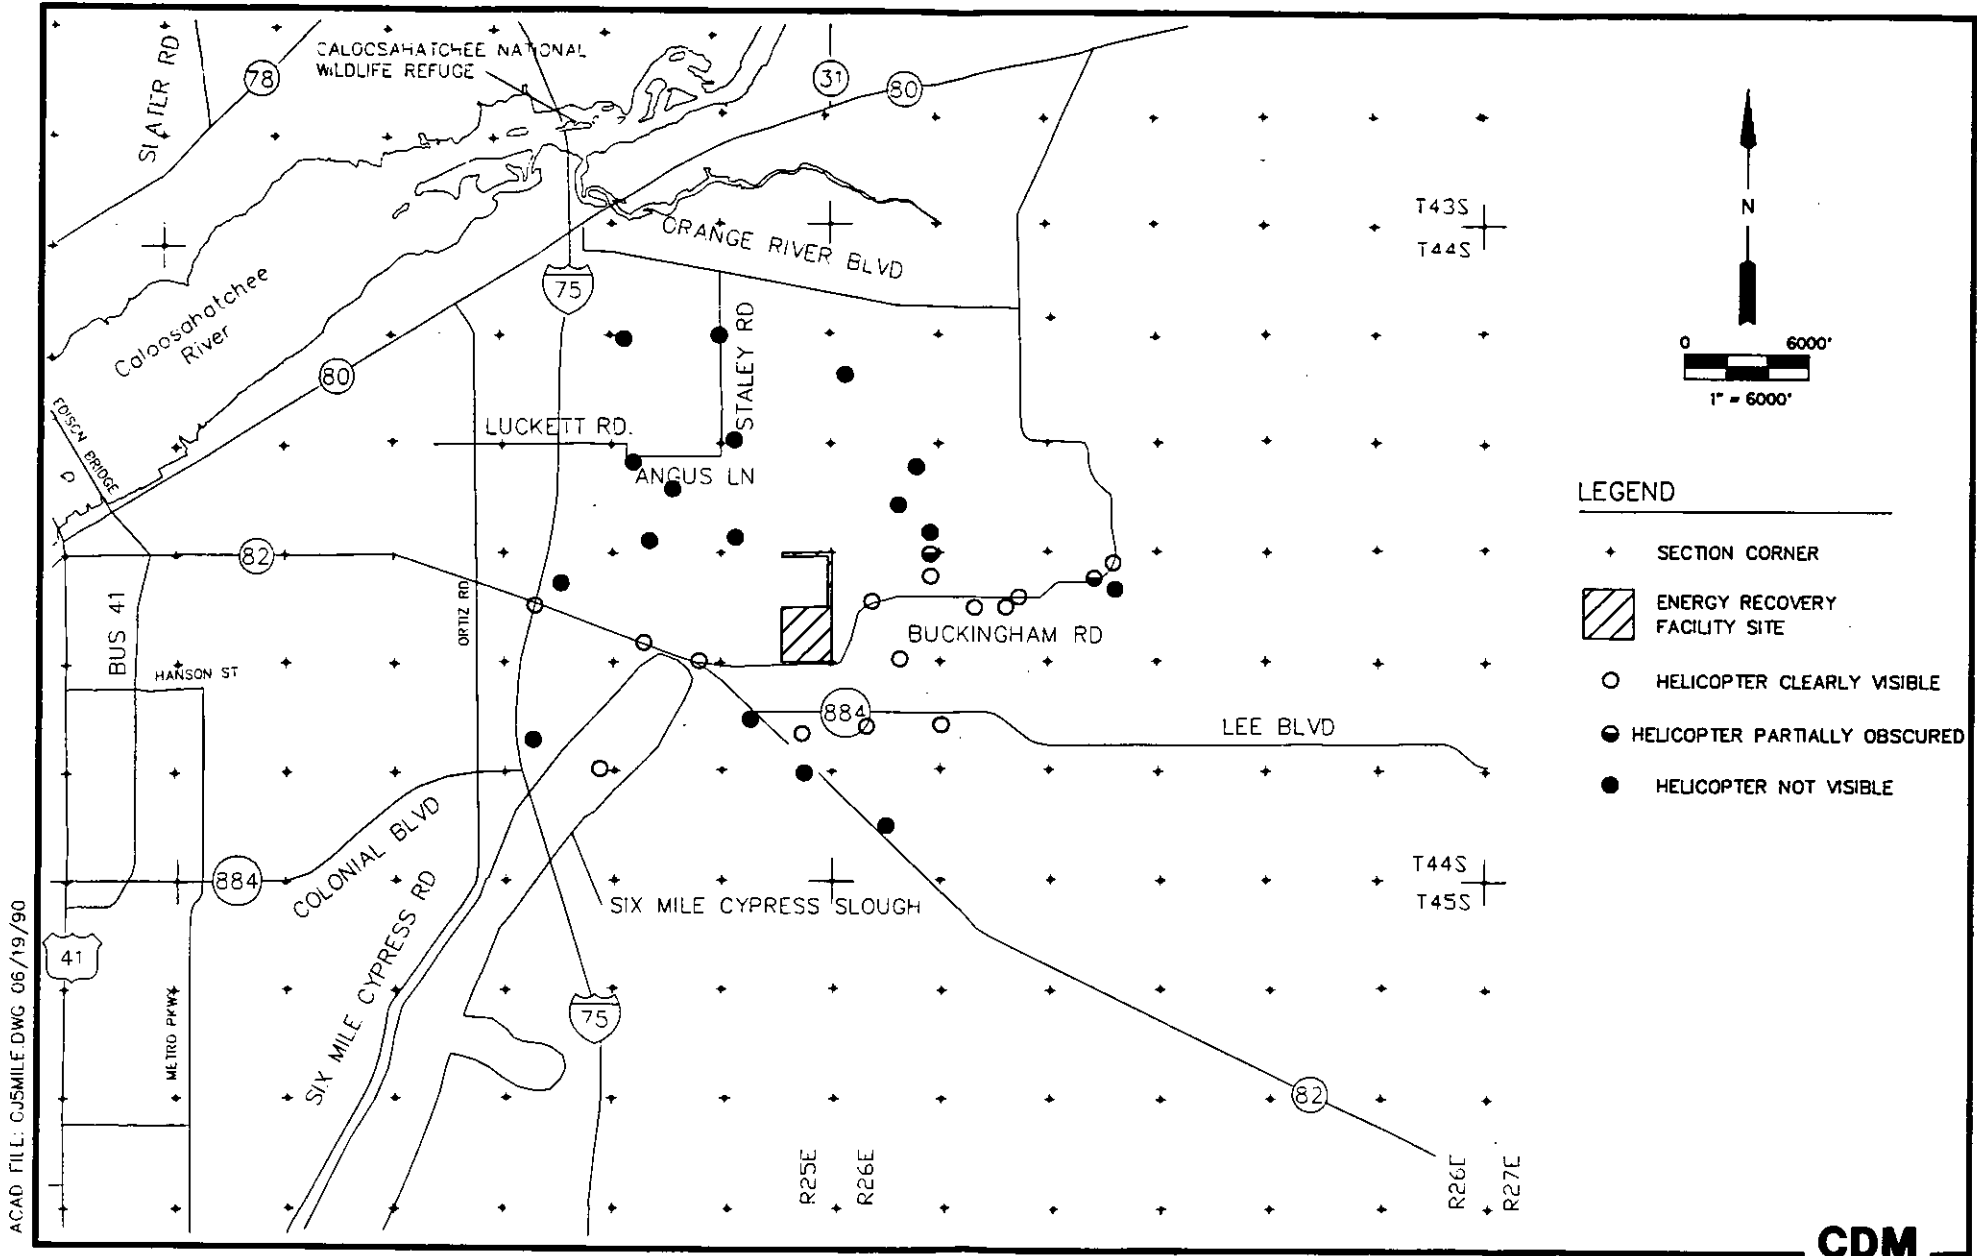 CALOOSAHATCHEE NATIONAL
WILDLIFE REFUGE
SLATER RD
78
31
80
N
T43S
T44S
ORANGE RIVER BLVD
75
Caloosahatchee
River
STALEY RD
0 6000'
1" = 6000'
80
EDISON BRIDGE
LUCKETT RD.
ANGUS LN
LEGEND
SECTION CORNER
ENERGY RECOVERY
FACILITY SITE
HELICOPTER CLEARLY VISIBLE
HELICOPTER PARTIALLY OBSCURED
HELICOPTER NOT VISIBLE
82
BUS 41
ORTIZ RD
BUCKINGHAM RD
HANSON ST
884
LEE BLVD
COLONIAL BLVD
884
SIX MILE CYPRESS RD
SIX MILE CYPRESS SLOUGH
T44S
T45S
41
METRO PKWY
75
82
R25E
R26E
R26E
R27E
ACAD FILE: CJ5MILE.DWG 06/19/90
CDM